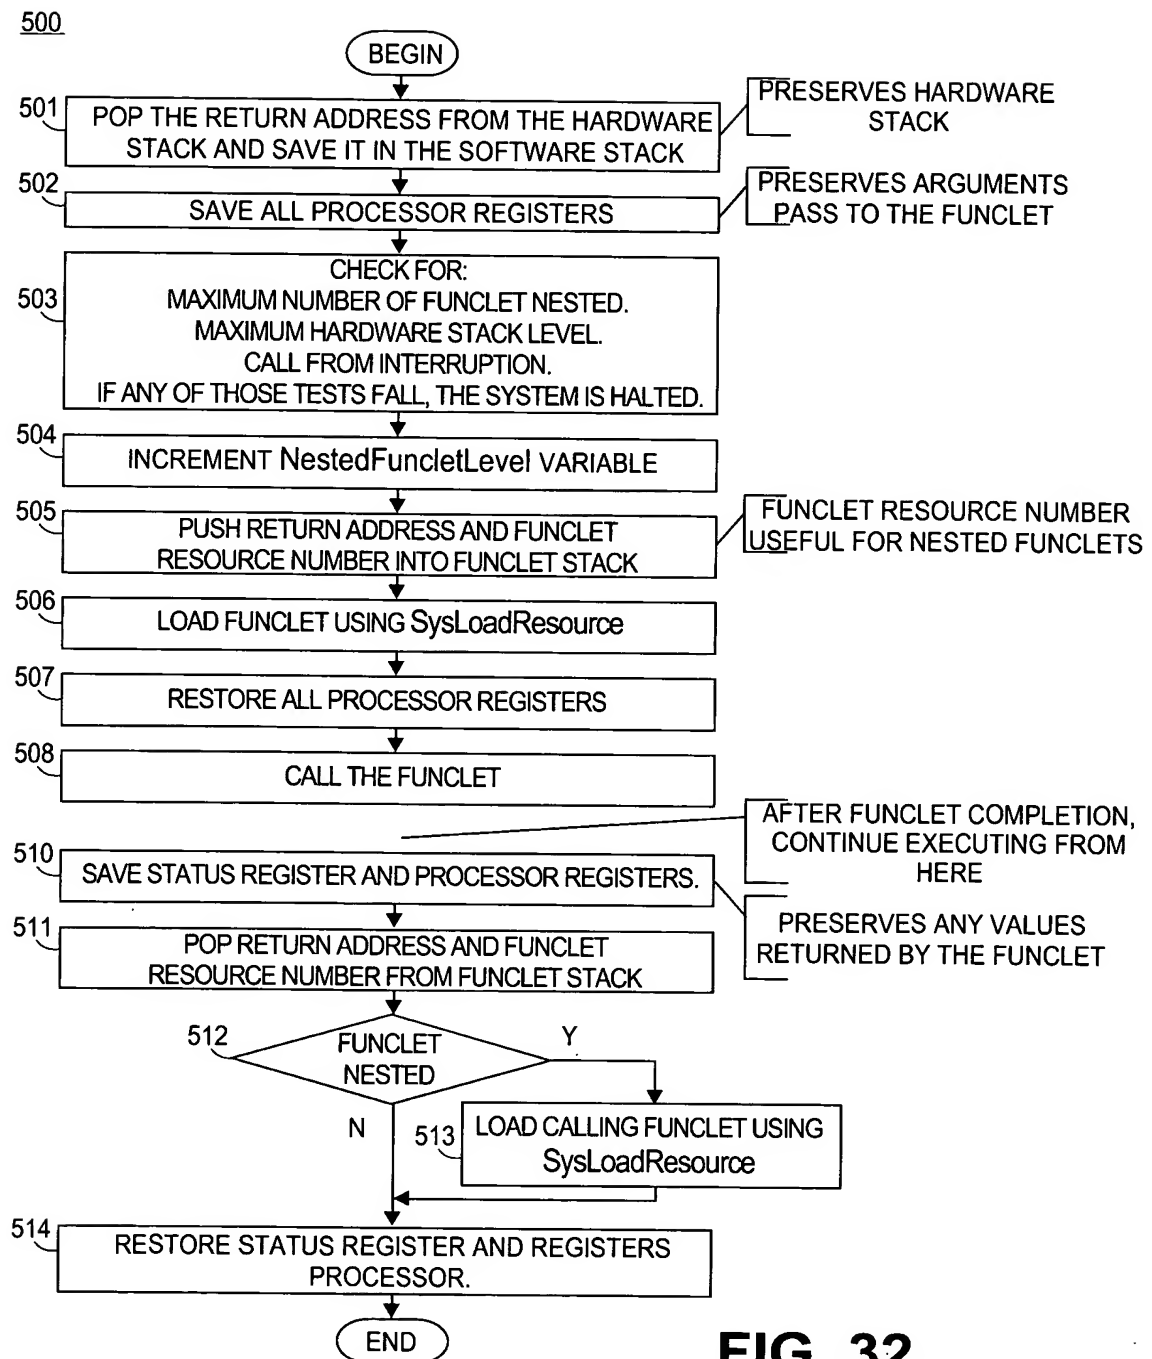 500
BEGIN
501
POP THE RETURN ADDRESS FROM THE HARDWARE
STACK AND SAVE IT IN THE SOFTWARE STACK
PRESERVES HARDWARE
STACK
502
SAVE ALL PROCESSOR REGISTERS
PRESERVES ARGUMENTS
PASS TO THE FUNCLET
503
CHECK FOR:
MAXIMUM NUMBER OF FUNCLET NESTED.
MAXIMUM HARDWARE STACK LEVEL.
CALL FROM INTERRUPTION.
IF ANY OF THOSE TESTS FALL, THE SYSTEM IS HALTED.
504
INCREMENT NestedFuncletLevel VARIABLE
505
PUSH RETURN ADDRESS AND FUNCLET
RESOURCE NUMBER INTO FUNCLET STACK
FUNCLET RESOURCE NUMBER
USEFUL FOR NESTED FUNCLETS
506
LOAD FUNCLET USING SysLoadResource
507
RESTORE ALL PROCESSOR REGISTERS
508
CALL THE FUNCLET
AFTER FUNCLET COMPLETION,
CONTINUE EXECUTING FROM
HERE
510
SAVE STATUS REGISTER AND PROCESSOR REGISTERS.
PRESERVES ANY VALUES
RETURNED BY THE FUNCLET
511
POP RETURN ADDRESS AND FUNCLET
RESOURCE NUMBER FROM FUNCLET STACK
512
FUNCLET
NESTED
Y
N
513
LOAD CALLING FUNCLET USING
SysLoadResource
514
RESTORE STATUS REGISTER AND REGISTERS
PROCESSOR.
END
FIG. 32